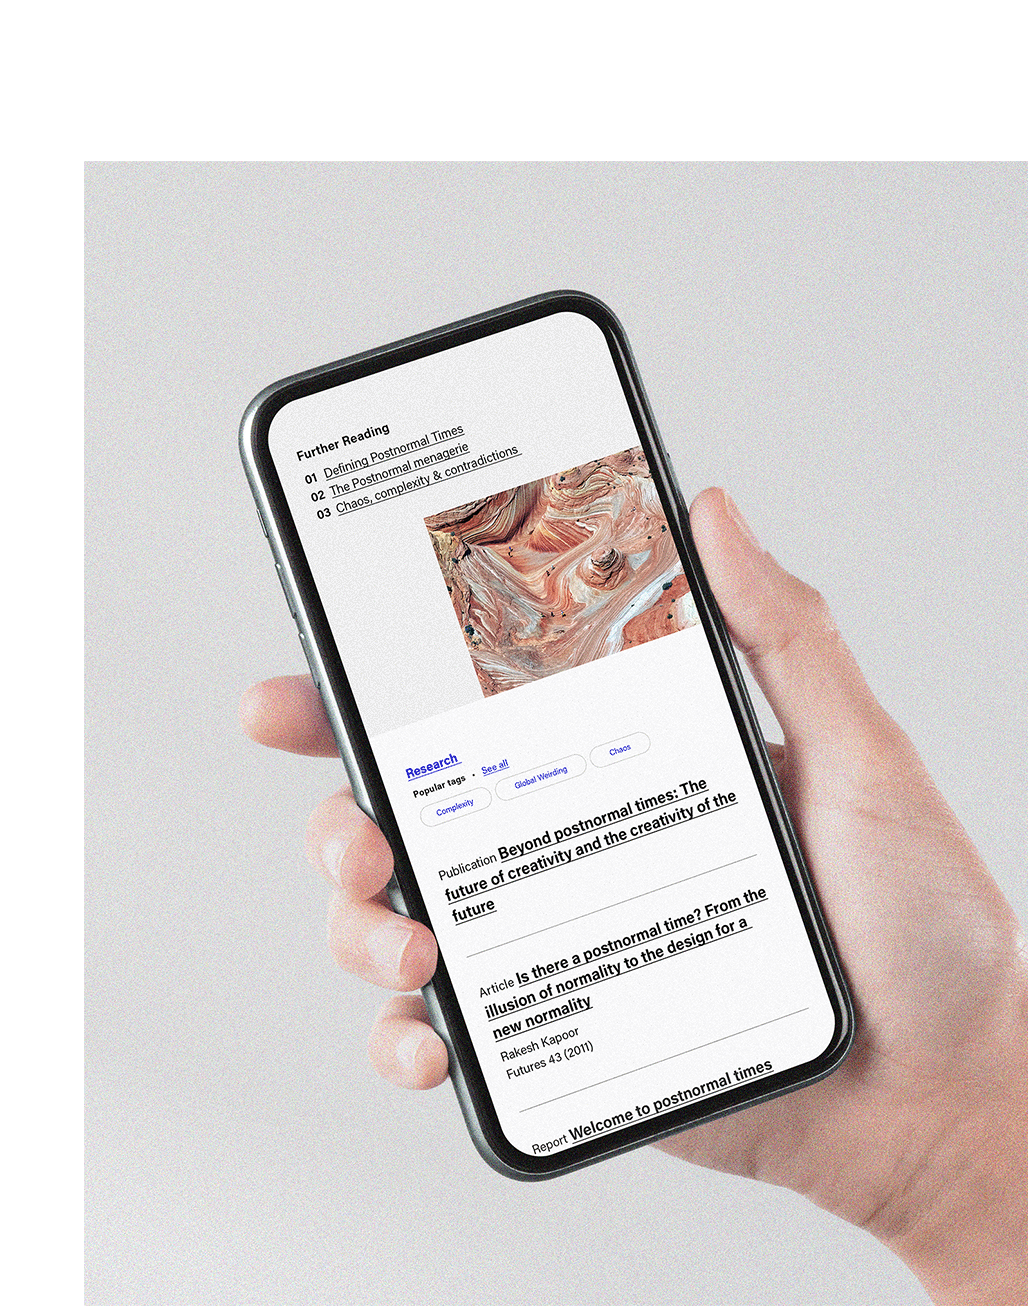 Further Reading
01 Defining Postnormal Times
02 The Postnormal menagerie
03 Chaos, complexity & contradictions
Research
Popular tags • See all
Complexity Global Weirding Chaos
Publication Beyond postnormal times: The
future of creativity and the creativity of the
future
Article Is there a postnormal time? From the
illusion of normality to the design for a
new normality
Rakesh Kapoor
Futures 43 (2011)
Report Welcome to postnormal times